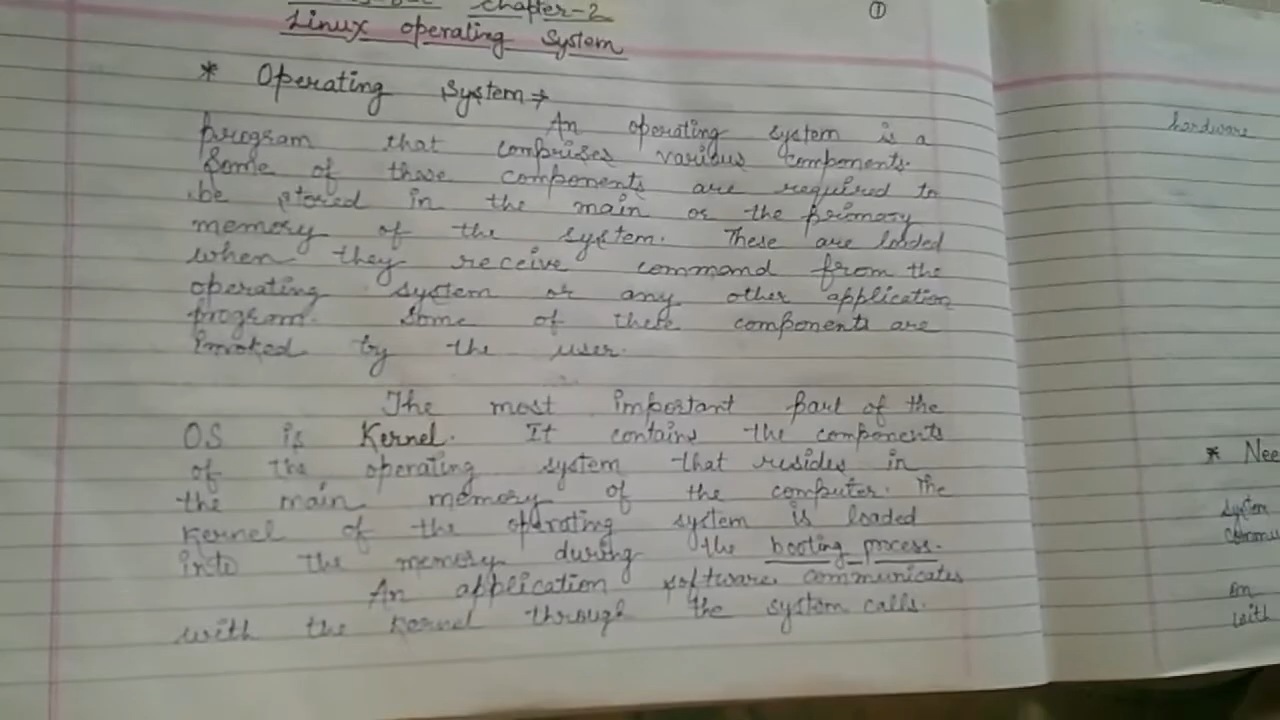 Chapter-2
①
Linux operating System
* Operating System →
An operating system is a
program that comprises various components.
Some of these components are required to
be stored in the main or the primary
memory of the system. These are loaded
when they receive command from the
operating system or any other application
program. Some of these components are
invoked by the user.
The most important part of the
OS is Kernel. It contains the components
of the operating system that resides in
the main memory of the computer. The
Kernel of the operating system is loaded
into the memory during the booting process.
An application software communicates
with the Kernel through the system calls.
hardware
* Nee
System
Commu
on
with